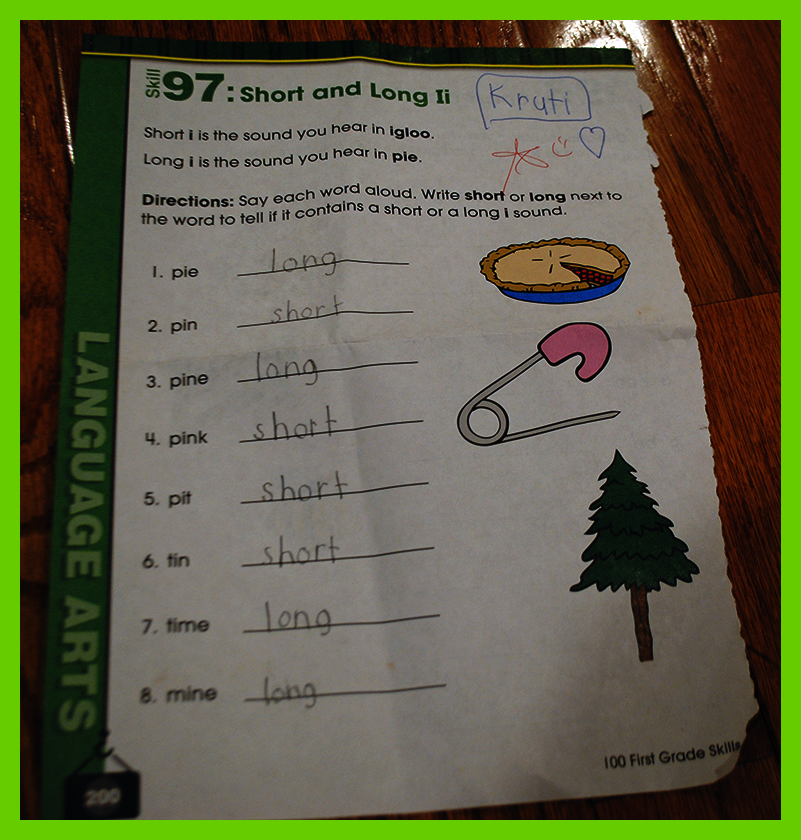 Skill 97: Short and Long Ii
Kruti
Short i is the sound you hear in igloo.
Long i is the sound you hear in pie.
Directions: Say each word aloud. Write short or long next to
the word to tell if it contains a short or a long i sound.
1. pie long
2. pin short
3. pine long
4. pink short
5. pit short
6. tin short
7. time long
8. mine long
LANGUAGE ARTS
100 First Grade Skills
200